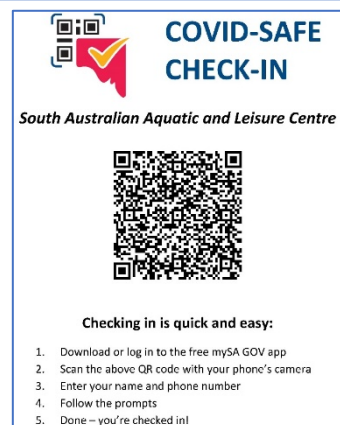 COVID-SAFE
CHECK-IN
South Australian Aquatic and Leisure Centre
Checking in is quick and easy:
1. Download or log in to the free mySA GOV app
2. Scan the above QR code with your phone's camera
3. Enter your name and phone number
4. Follow the prompts
5. Done – you're checked in!